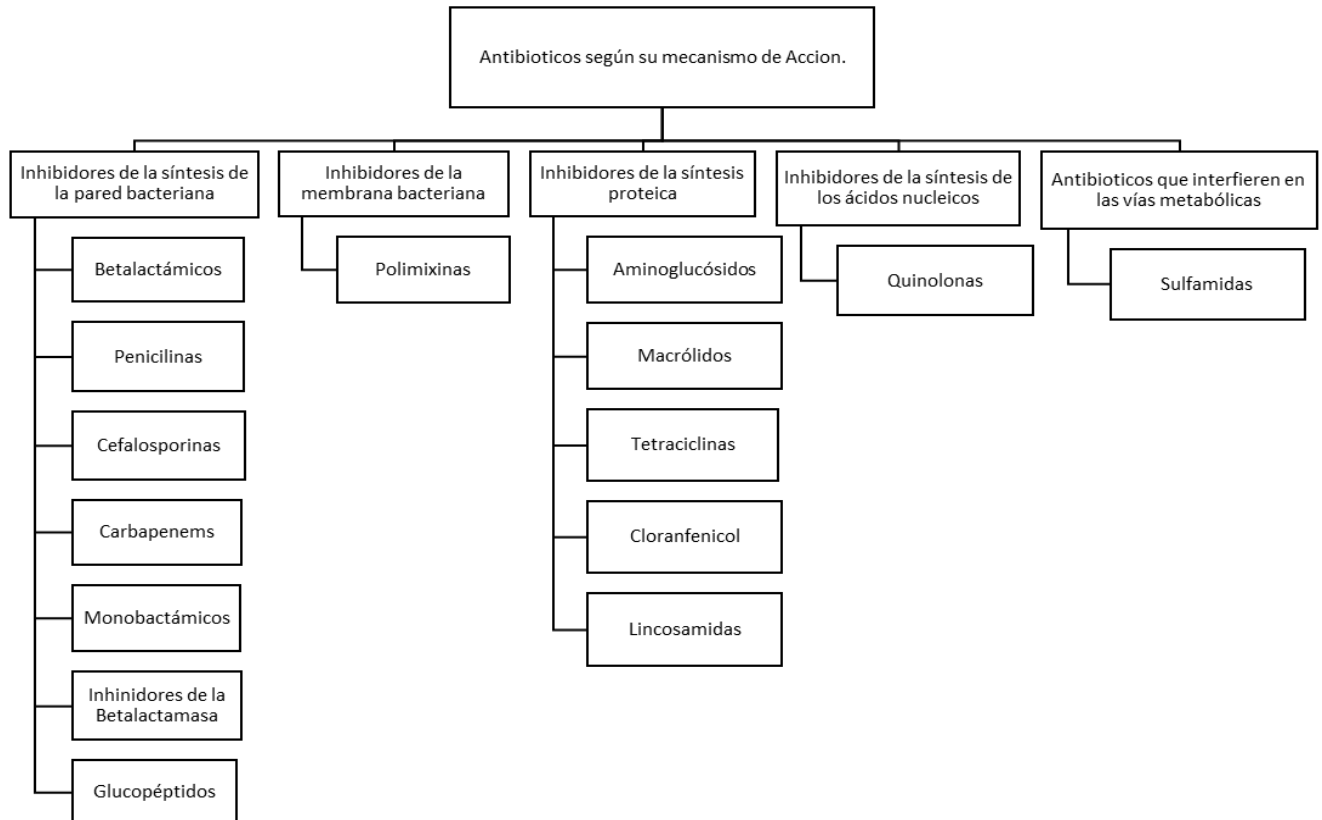 Antibioticos según su mecanismo de Accion.
Inhibidores de la síntesis de
la pared bacteriana
Betalactámicos
Penicilinas
Cefalosporinas
Carbapenems
Monobactámicos
Inhinidores de la
Betalactamasa
Glucopéptidos
Inhibidores de la
membrana bacteriana
Polimixinas
Inhibidores de la síntesis
proteica
Aminoglucósidos
Macrólidos
Tetraciclinas
Cloranfenicol
Lincosamidas
Inhibidores de la síntesis de
los ácidos nucleicos
Quinolonas
Antibioticos que interfieren en
las vías metabólicas
Sulfamidas